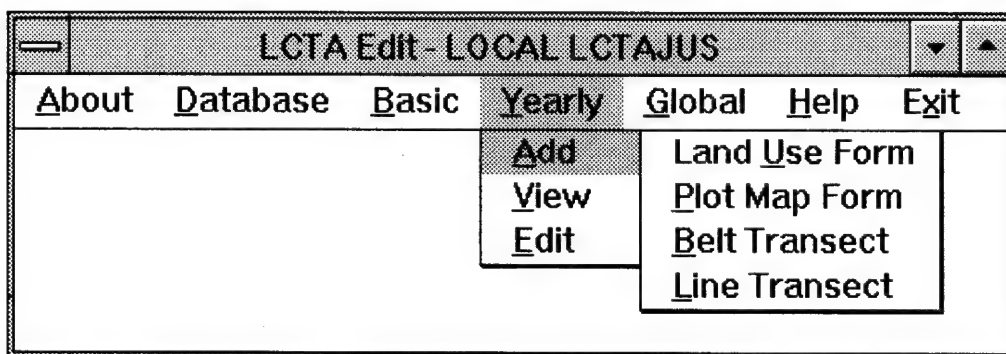 LCTA Edit - LOCAL LCTAJUS
About Database Basic Yearly Global Help Exit
Add Land Use Form
View Plot Map Form
Edit Belt Transect
Line Transect